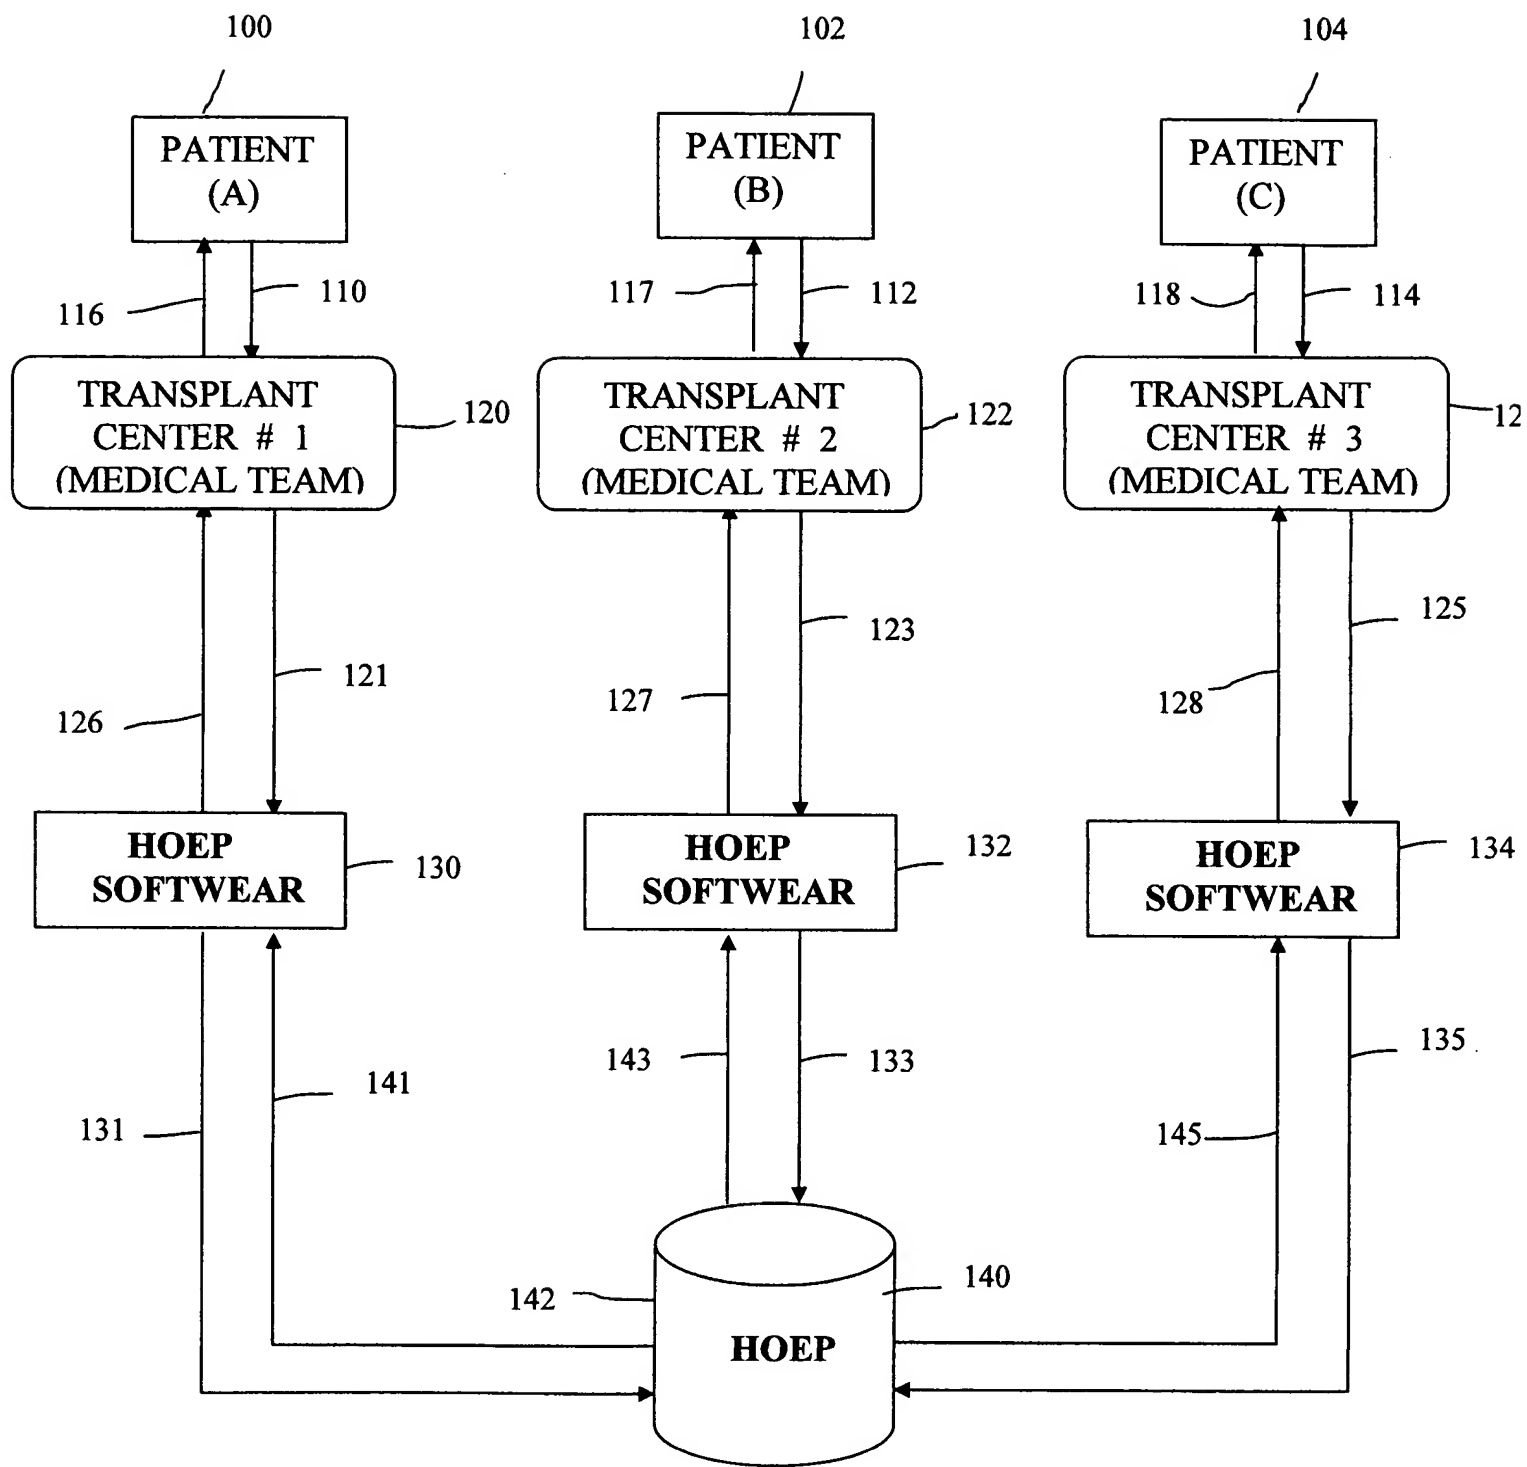 100
102
104
PATIENT
(A)
PATIENT
(B)
PATIENT
(C)
116
110
117
112
118
114
TRANSPLANT
CENTER # 1
(MEDICAL TEAM)
120
TRANSPLANT
CENTER # 2
(MEDICAL TEAM)
122
TRANSPLANT
CENTER # 3
(MEDICAL TEAM)
12
126
121
127
123
128
125
HOEP
SOFTWEAR
130
HOEP
SOFTWEAR
132
HOEP
SOFTWEAR
134
131
141
143
133
145
135
142
140
HOEP